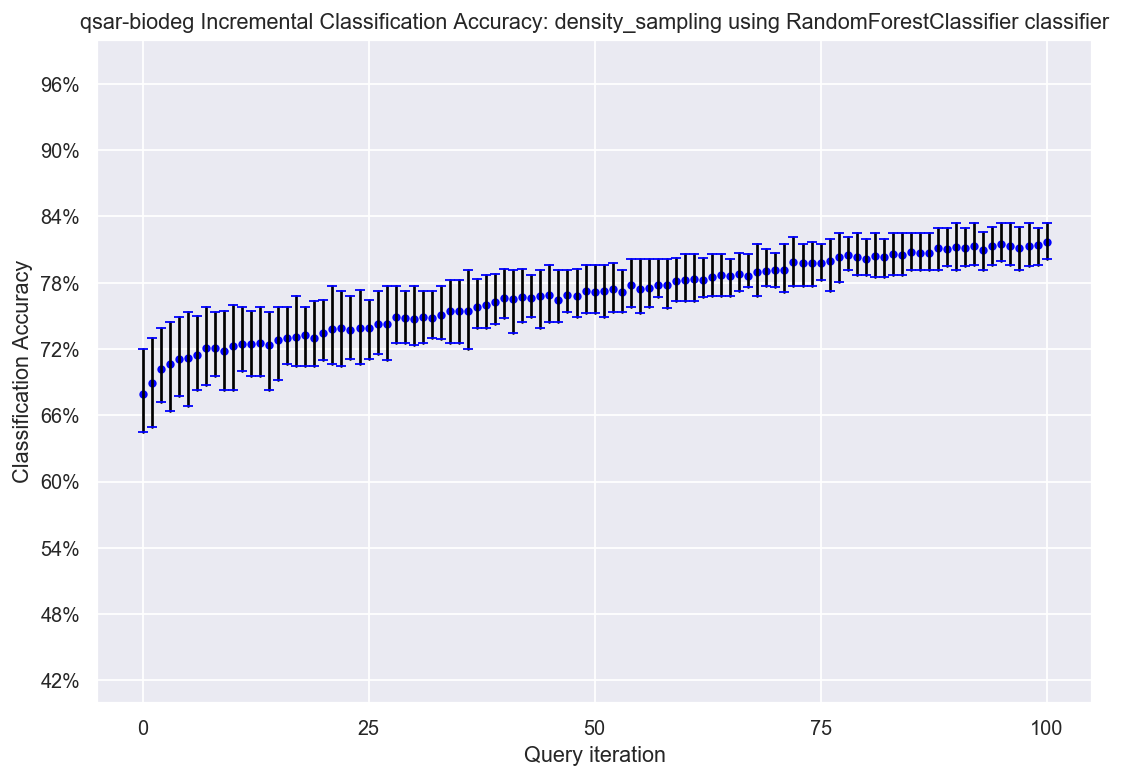 qsar-biodeg Incremental Classification Accuracy: density_sampling using RandomForestClassifier classifier
96%
90%
84%
78%
72%
66%
60%
54%
48%
42%
Classification Accuracy
0 25 50 75 100
Query iteration